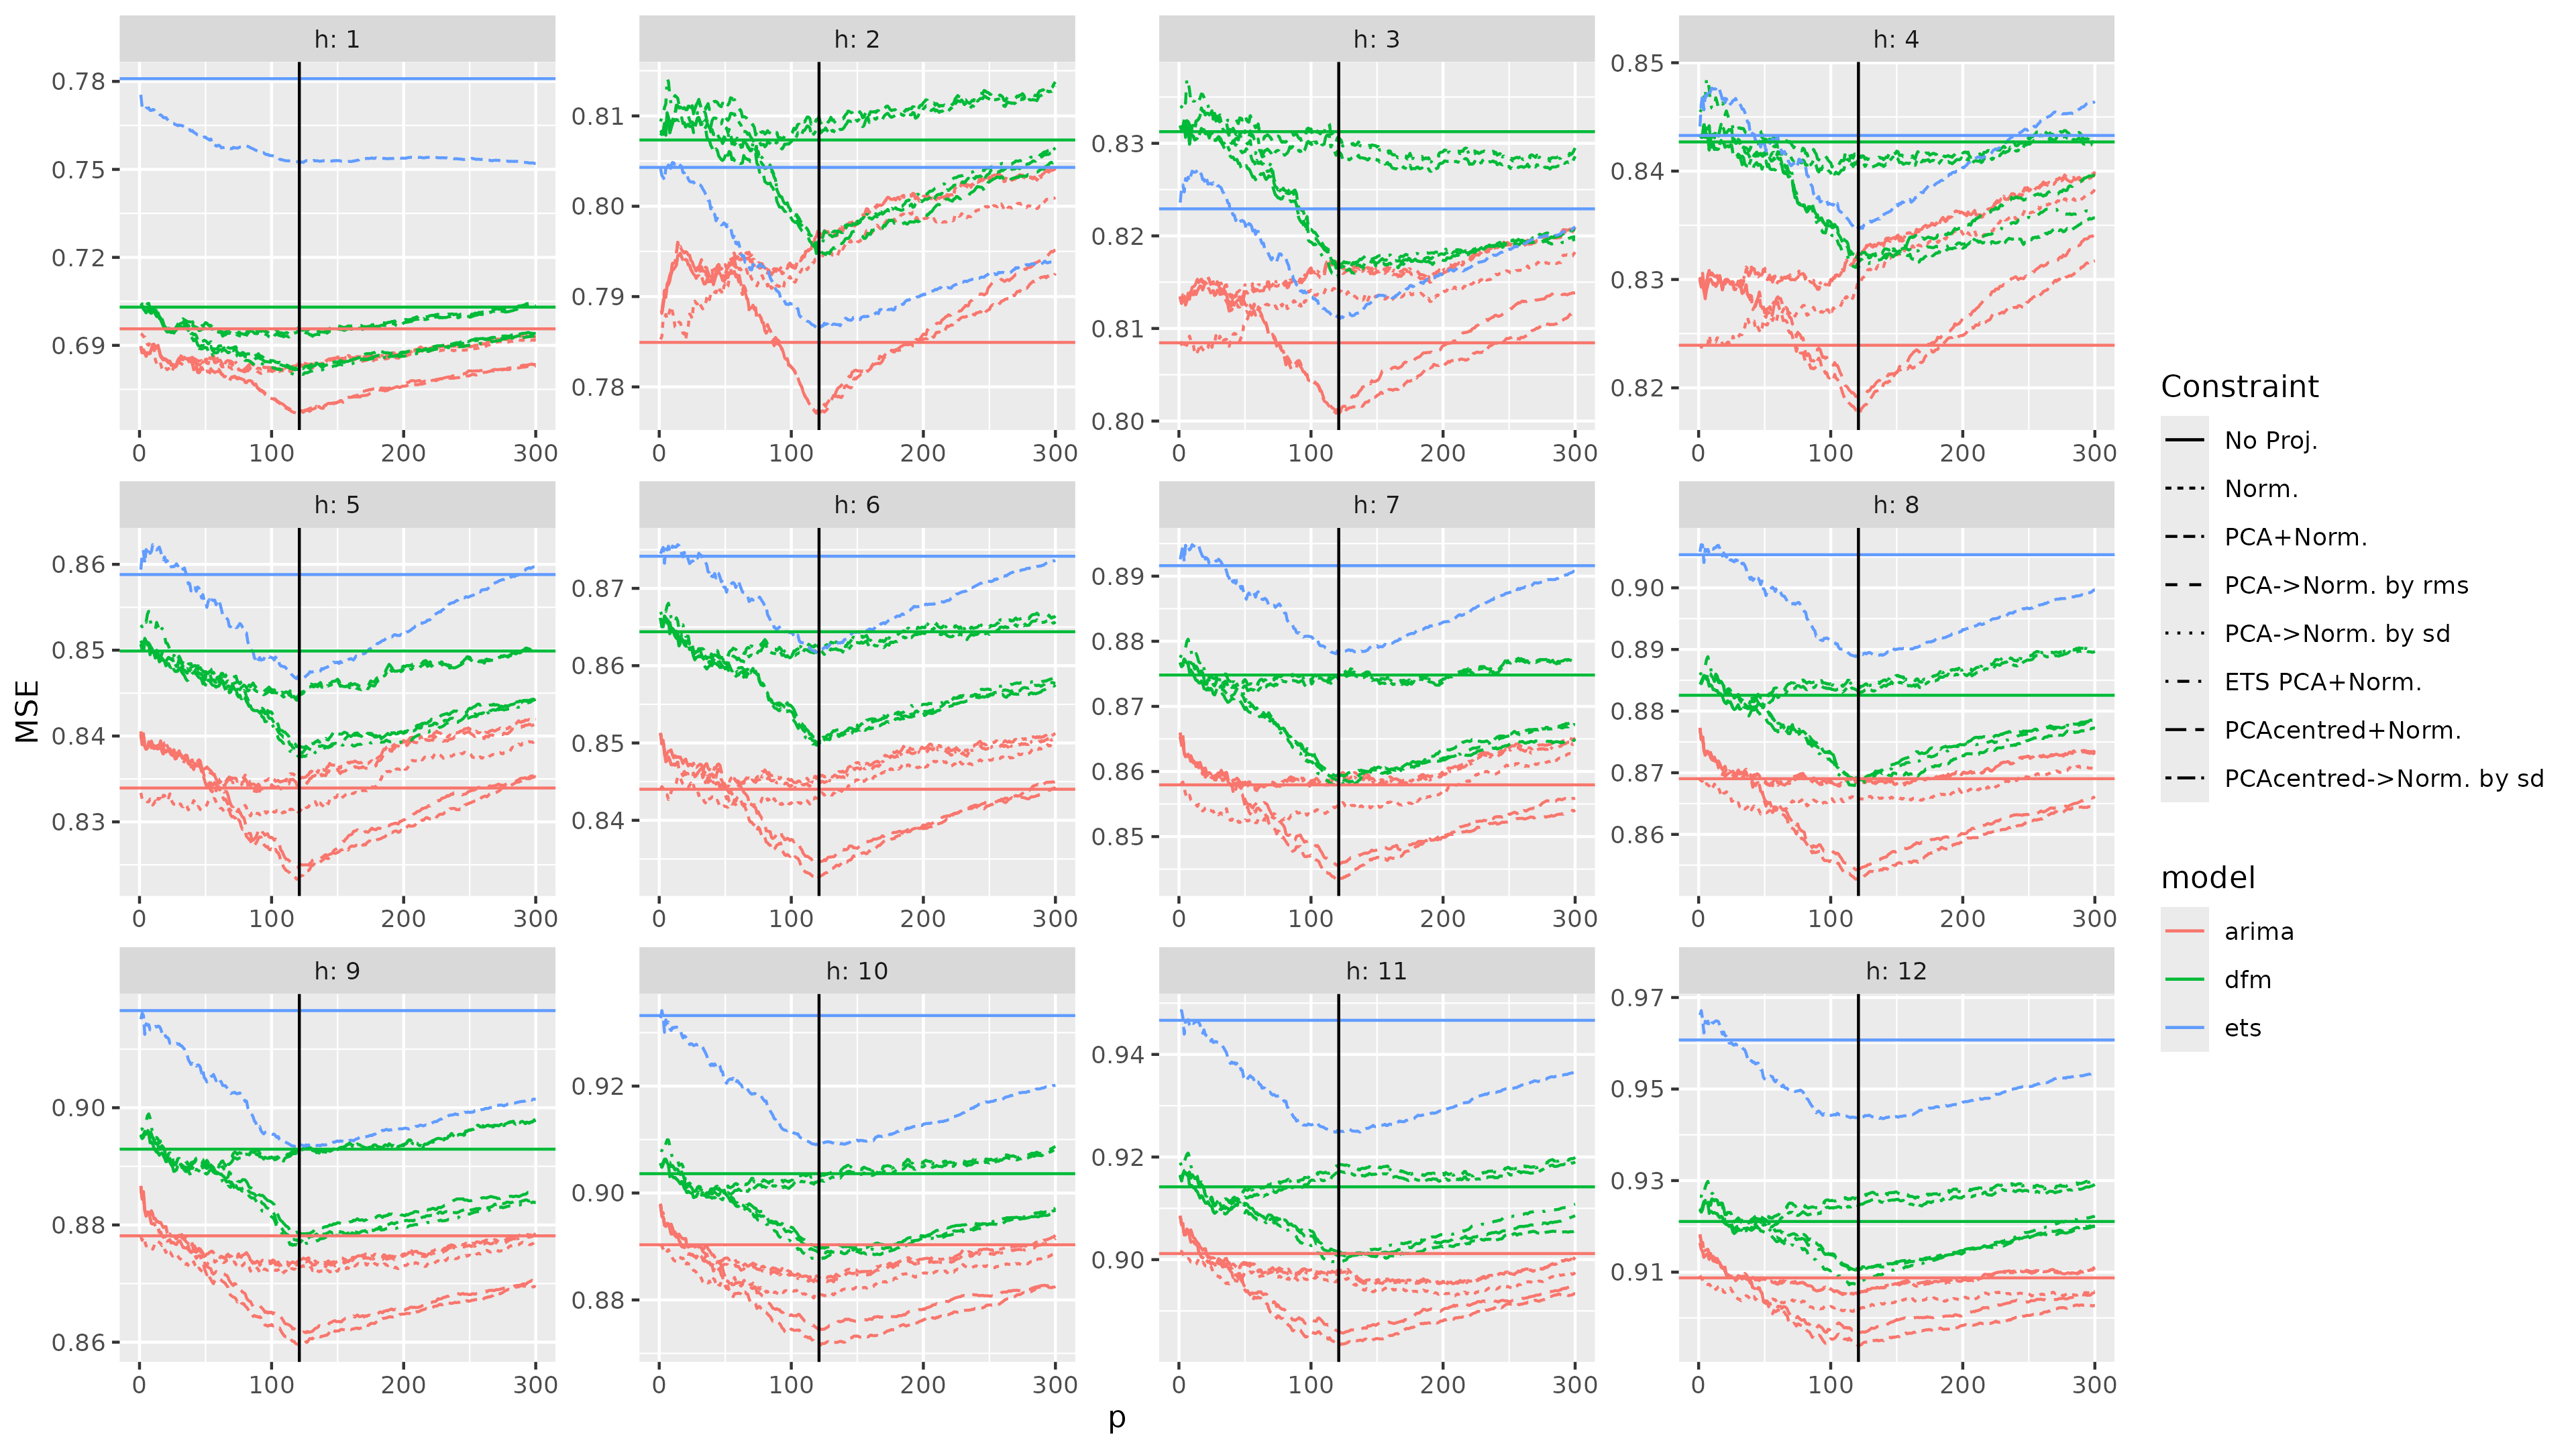 h: 1
h: 2
h: 3
h: 4
0.78
0.75
0.72
0.69
0.81
0.80
0.79
0.78
0.83
0.82
0.81
0.80
0.85
0.84
0.83
0.82
0 100 200 300
0 100 200 300
0 100 200 300
0 100 200 300
h: 5
h: 6
h: 7
h: 8
0.86
0.85
0.84
0.83
0.87
0.86
0.85
0.84
0.89
0.88
0.87
0.86
0.85
0.90
0.89
0.88
0.87
0.86
0 100 200 300
0 100 200 300
0 100 200 300
0 100 200 300
h: 9
h: 10
h: 11
h: 12
0.90
0.88
0.86
0.92
0.90
0.88
0.94
0.92
0.90
0.97
0.95
0.93
0.91
0 100 200 300
0 100 200 300
0 100 200 300
0 100 200 300
MSE
p
Constraint
No Proj.
Norm.
PCA+Norm.
PCA->Norm. by rms
PCA->Norm. by sd
ETS PCA+Norm.
PCAcentred+Norm.
PCAcentred->Norm. by sd
model
arima
dfm
ets